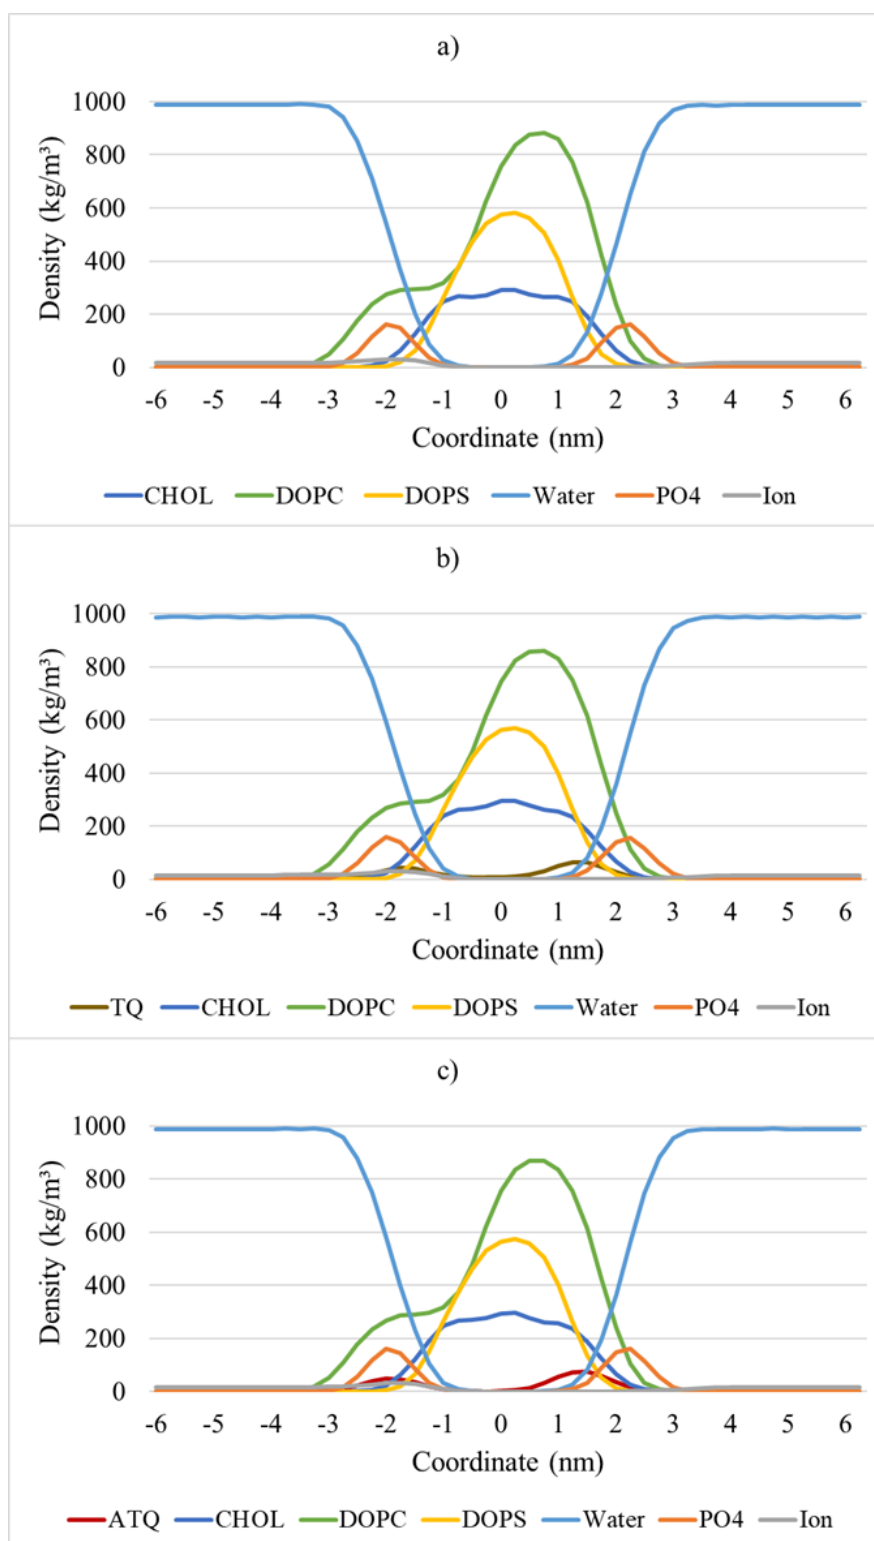 a)
1000
800
600
400
200
0
Density (kg/m³)
-6 -5 -4 -3 -2 -1 0 1 2 3 4 5 6
Coordinate (nm)
CHOL DOPC DOPS Water PO4 Ion
b)
1000
800
600
400
200
0
Density (kg/m³)
-6 -5 -4 -3 -2 -1 0 1 2 3 4 5 6
Coordinate (nm)
TQ CHOL DOPC DOPS Water PO4 Ion
c)
1000
800
600
400
200
0
Density (kg/m³)
-6 -5 -4 -3 -2 -1 0 1 2 3 4 5 6
Coordinate (nm)
ATQ CHOL DOPC DOPS Water PO4 Ion